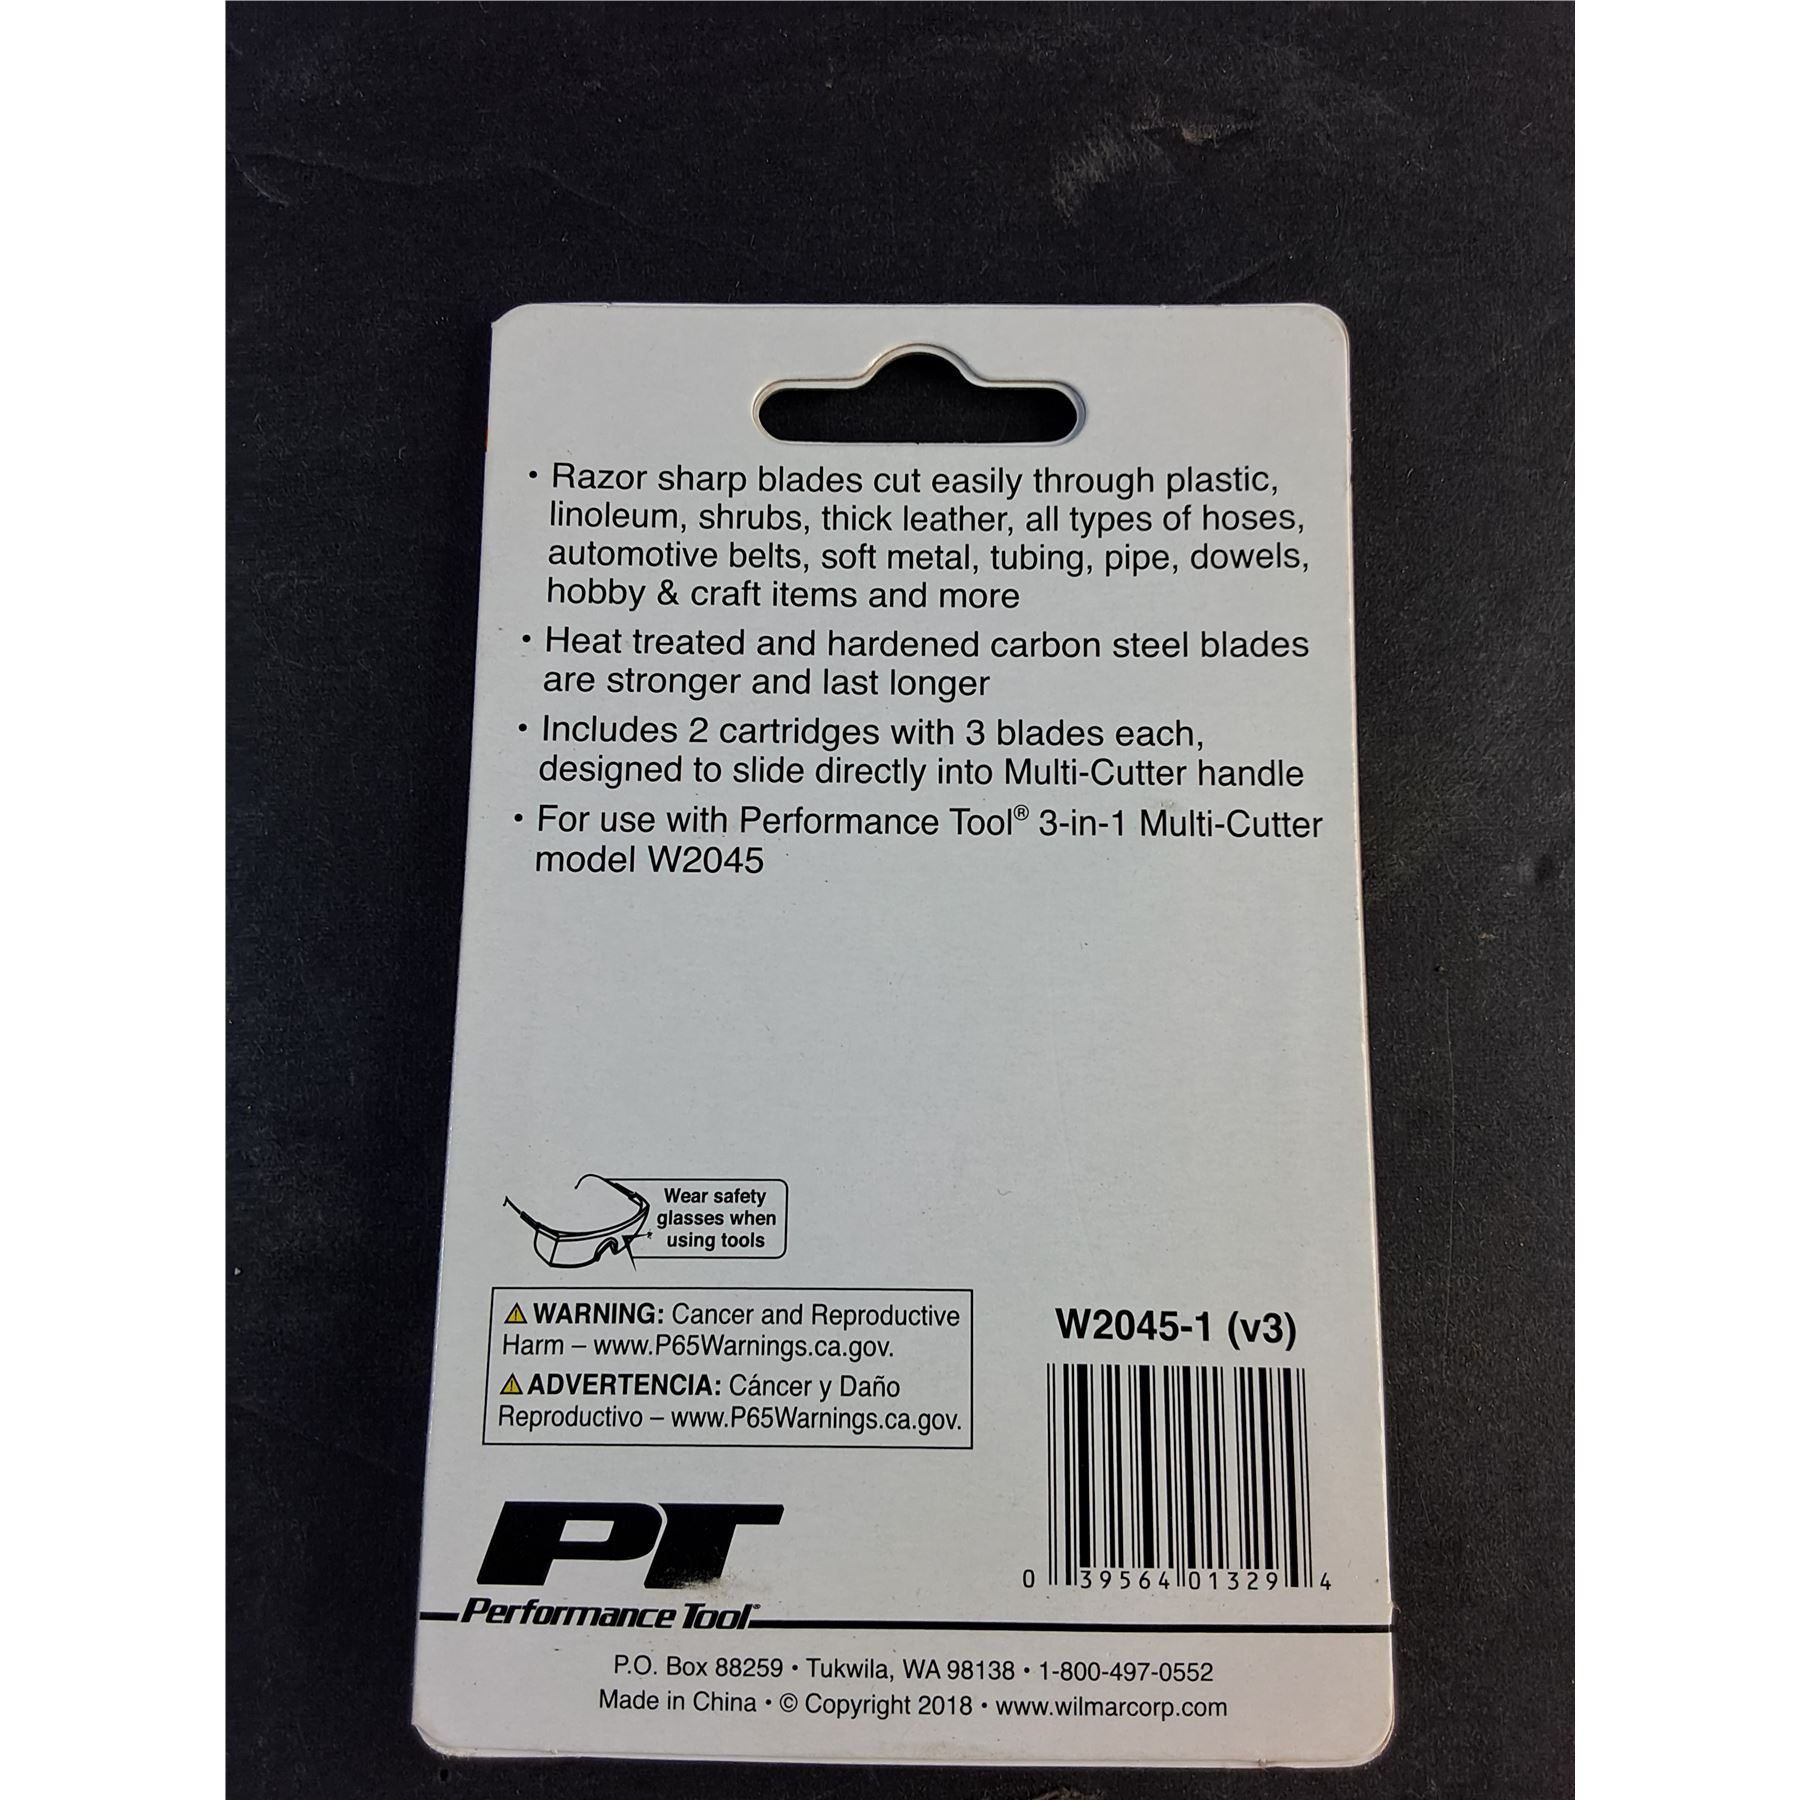 • Razor sharp blades cut easily through plastic,
linoleum, shrubs, thick leather, all types of hoses,
automotive belts, soft metal, tubing, pipe, dowels,
hobby & craft items and more
• Heat treated and hardened carbon steel blades
are stronger and last longer
• Includes 2 cartridges with 3 blades each,
designed to slide directly into Multi-Cutter handle
• For use with Performance Tool® 3-in-1 Multi-Cutter
model W2045
Wear safety
glasses when
using tools
⚠ WARNING: Cancer and Reproductive
Harm – www.P65Warnings.ca.gov.
⚠ ADVERTENCIA: Cáncer y Daño
Reproductivo – www.P65Warnings.ca.gov.
W2045-1 (v3)
0 39564 01329 4
PT
Performance Tool®
P.O. Box 88259 • Tukwila, WA 98138 • 1-800-497-0552
Made in China • © Copyright 2018 • www.wilmarcorp.com